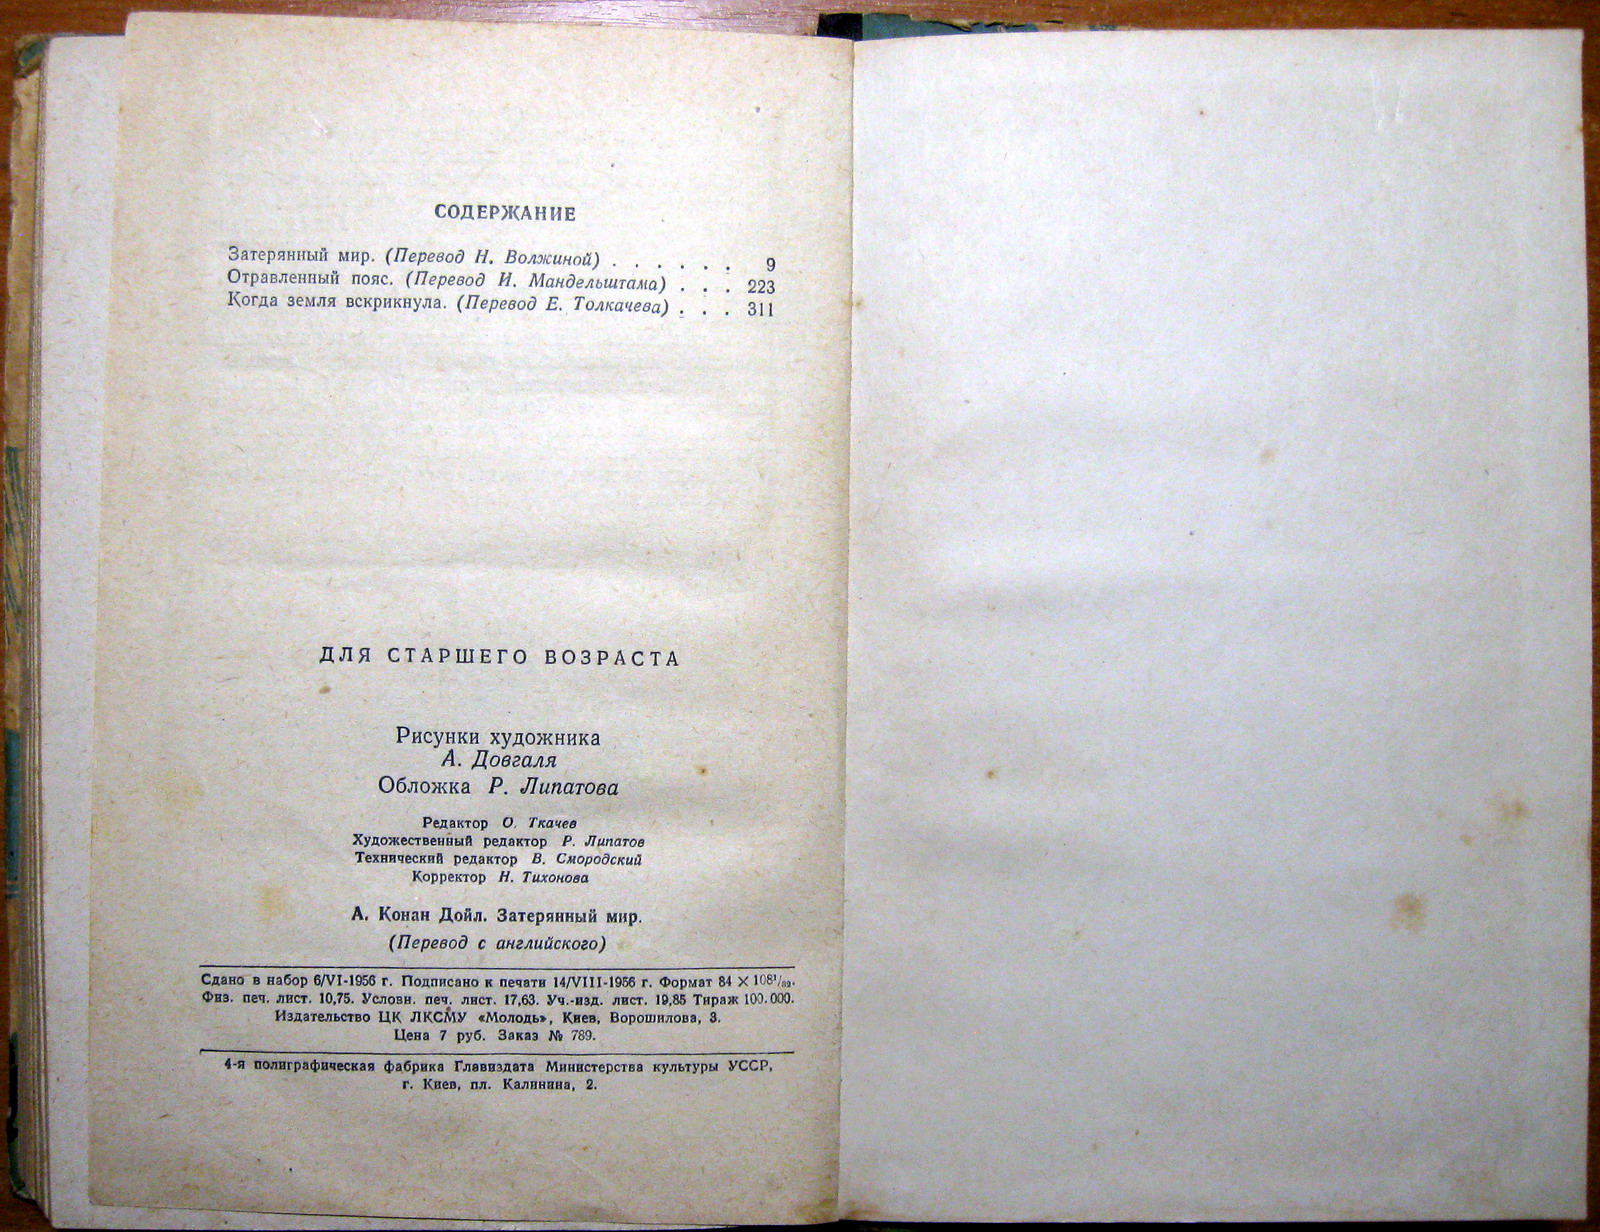 СОДЕРЖАНИЕ
Затерянный мир. (Перевод Н. Волжиной) . . . . . . 9
Отравленный пояс. (Перевод И. Мандельштама) . . . 223
Когда земля вскрикнула. (Перевод Е. Толкачева) . . . 311
ДЛЯ СТАРШЕГО ВОЗРАСТА
Рисунки художника
А. Довгаля
Обложка Р. Липатова
Редактор О. Ткачев
Художественный редактор Р. Липатов
Технический редактор В. Смородский
Корректор Н. Тихонова
А. Конан Дойл. Затерянный мир.
(Перевод с английского)
Сдано в набор 6/VI-1956 г. Подписано к печати 14/VIII-1956 г. Формат 84 × 108¹/₃₂.
Физ. печ. лист. 10,75. Условн. печ. лист. 17,63. Уч.-изд. лист. 19,85 Тираж 100.000.
Издательство ЦК ЛКСМУ «Молодь», Киев, Ворошилова, 3.
Цена 7 руб. Заказ № 789.
4-я полиграфическая фабрика Главиздата Министерства культуры УССР,
г. Киев, пл. Калинина, 2.